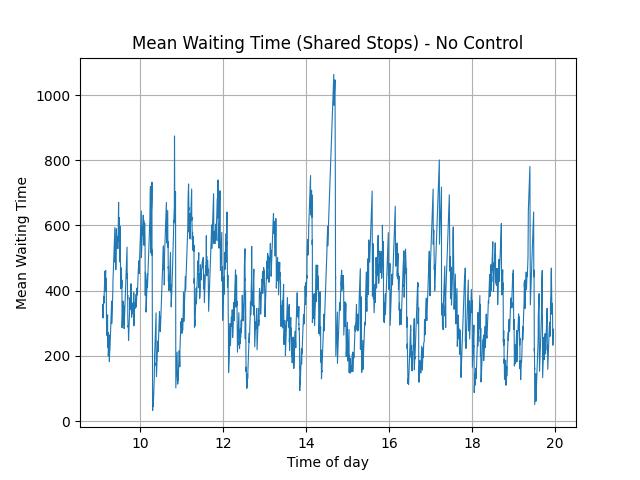 Mean Waiting Time (Shared Stops) - No Control
Mean Waiting Time
1000
800
600
400
200
0
10 12 14 16 18 20
Time of day